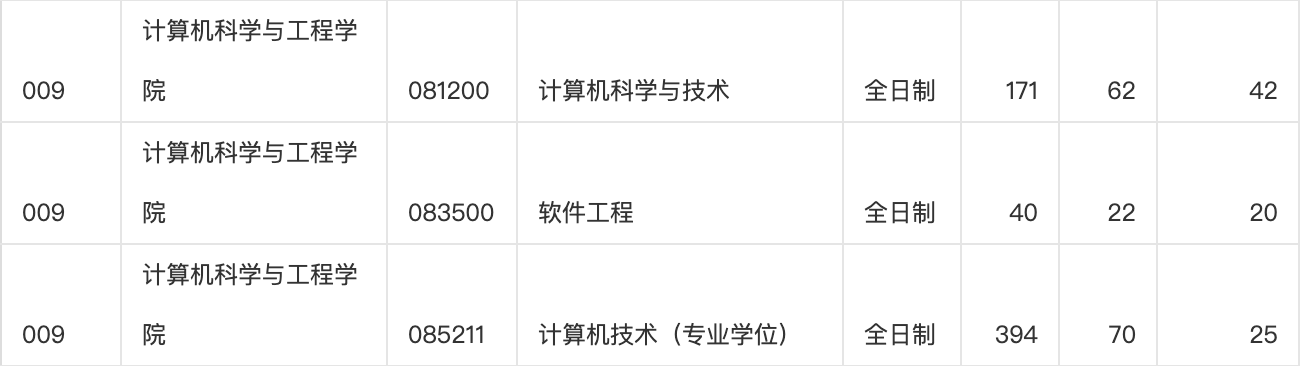 计算机科学与工程学
009 院 081200 计算机科学与技术 全日制 171 62 42
计算机科学与工程学
009 院 083500 软件工程 全日制 40 22 20
计算机科学与工程学
009 院 085211 计算机技术（专业学位） 全日制 394 70 25